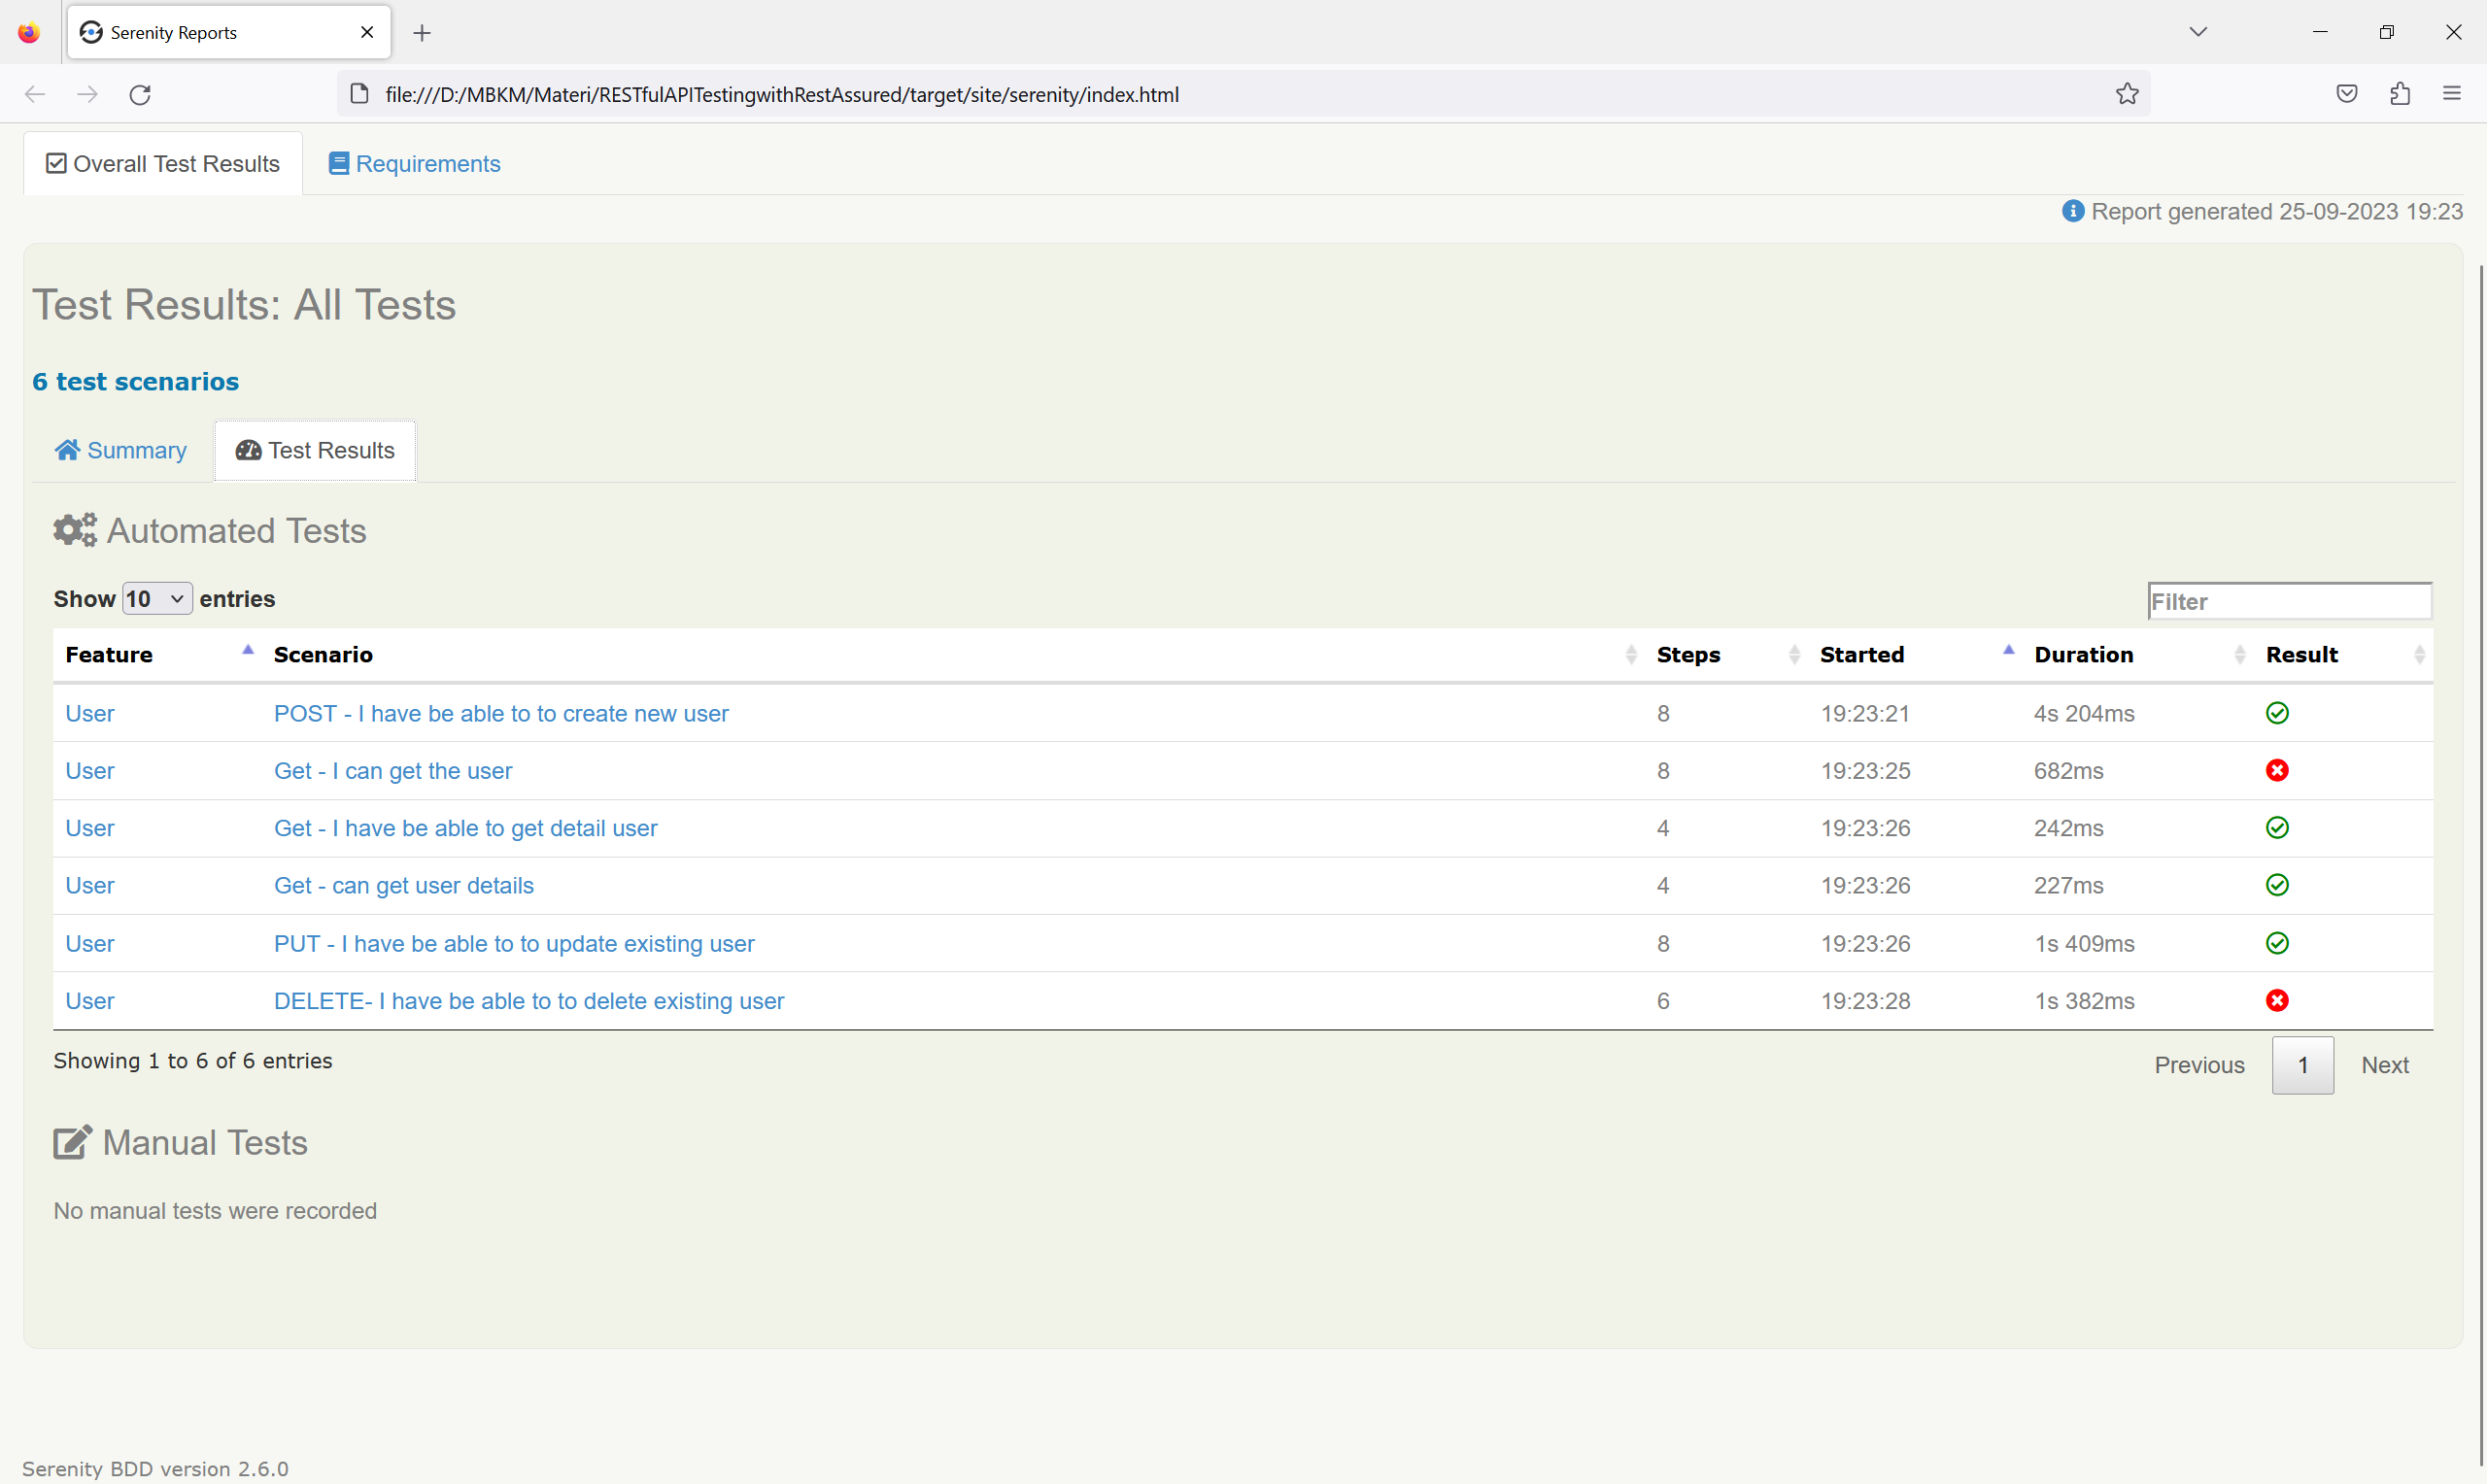 Serenity Reports
file:///D:/MBKM/Materi/RESTfulAPITestingwithRestAssured/target/site/serenity/index.html
Overall Test Results Requirements
Report generated 25-09-2023 19:23
Test Results: All Tests
6 test scenarios
Summary Test Results
Automated Tests
Show 10 entries Filter
Feature Scenario Steps Started Duration Result
User POST - I have be able to to create new user 8 19:23:21 4s 204ms
User Get - I can get the user 8 19:23:25 682ms
User Get - I have be able to get detail user 4 19:23:26 242ms
User Get - can get user details 4 19:23:26 227ms
User PUT - I have be able to to update existing user 8 19:23:26 1s 409ms
User DELETE- I have be able to to delete existing user 6 19:23:28 1s 382ms
Showing 1 to 6 of 6 entries Previous 1 Next
Manual Tests
No manual tests were recorded
Serenity BDD version 2.6.0